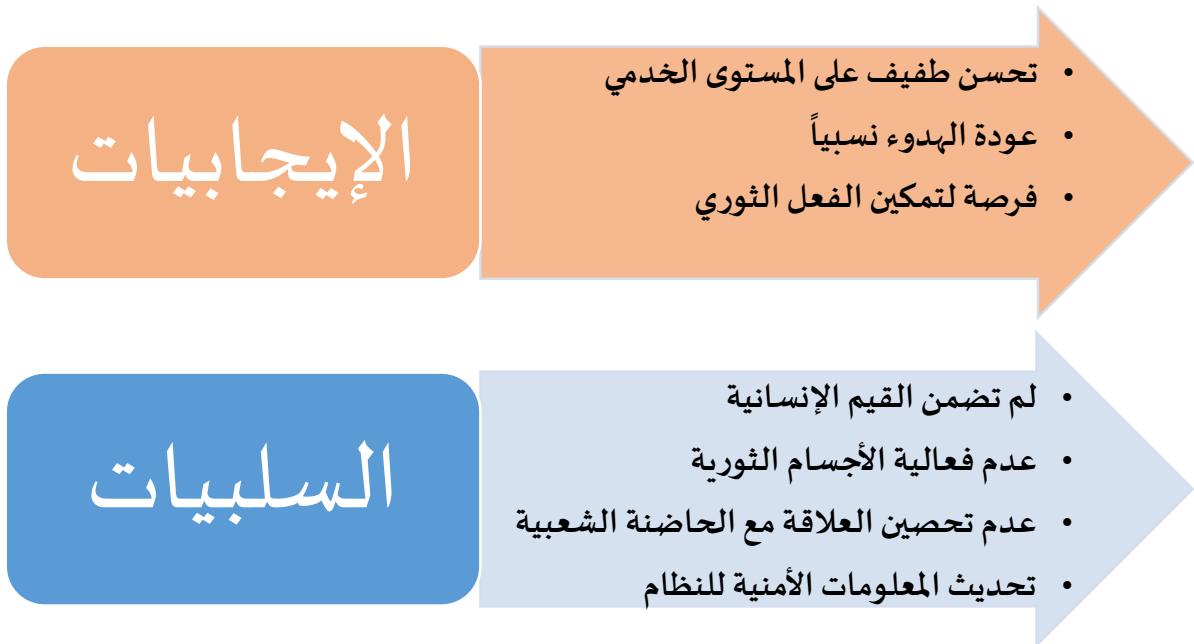 الإيجابيات
• تحسن طفيف على المستوى الخدمي
• عودة الهدوء نسبياً
• فرصة لتمكين الفعل الثوري
السلبيات
• لم تضمن القيم الإنسانية
• عدم فعالية الأجسام الثورية
• عدم تحصين العلاقة مع الحاضنة الشعبية
• تحديث المعلومات الأمنية للنظام